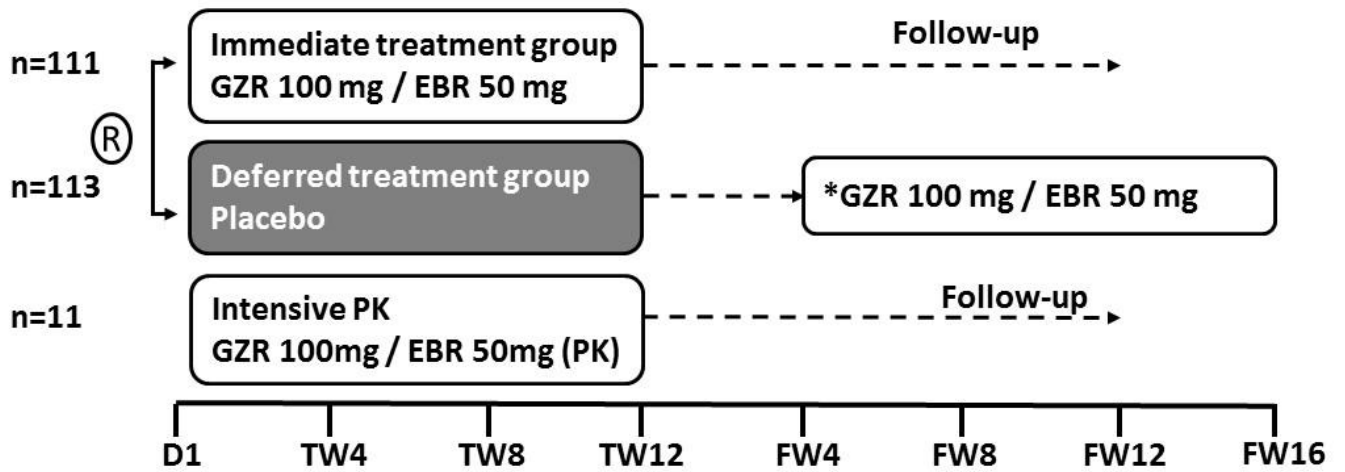 n=111
Immediate treatment group
GZR 100 mg / EBR 50 mg
Follow-up
R
n=113
Deferred treatment group
Placebo
*GZR 100 mg / EBR 50 mg
n=11
Intensive PK
GZR 100mg / EBR 50mg (PK)
Follow-up
D1 TW4 TW8 TW12 FW4 FW8 FW12 FW16